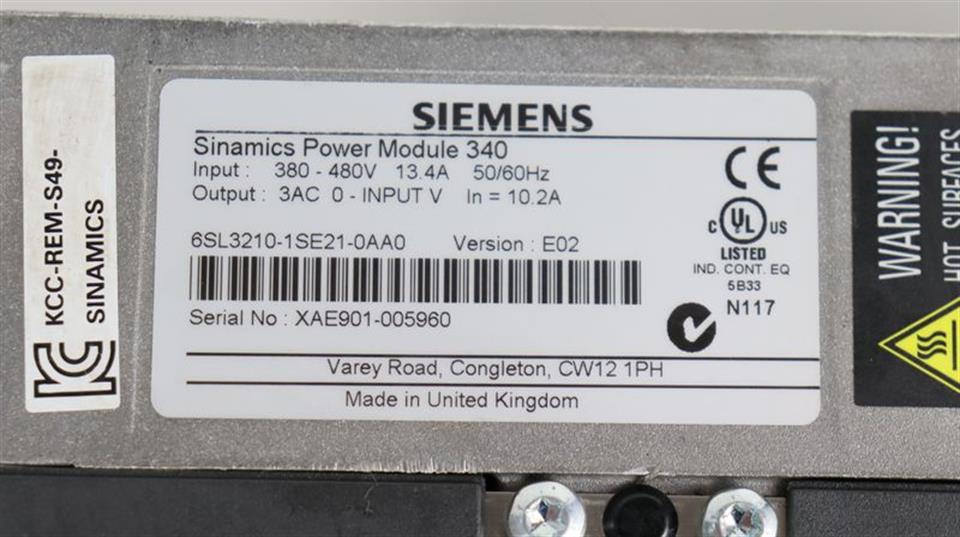 KCC-REM-S49-
SINAMICS
SIEMENS
Sinamics Power Module 340
Input : 380 - 480V 13.4A 50/60Hz
Output : 3AC 0 - INPUT V In = 10.2A
6SL3210-1SE21-0AA0 Version : E02
Serial No : XAE901-005960
CE
C UL US
LISTED
IND. CONT. EQ
5B33
N117
Varey Road, Congleton, CW12 1PH
Made in United Kingdom
WARNING!
HOT SURFACES